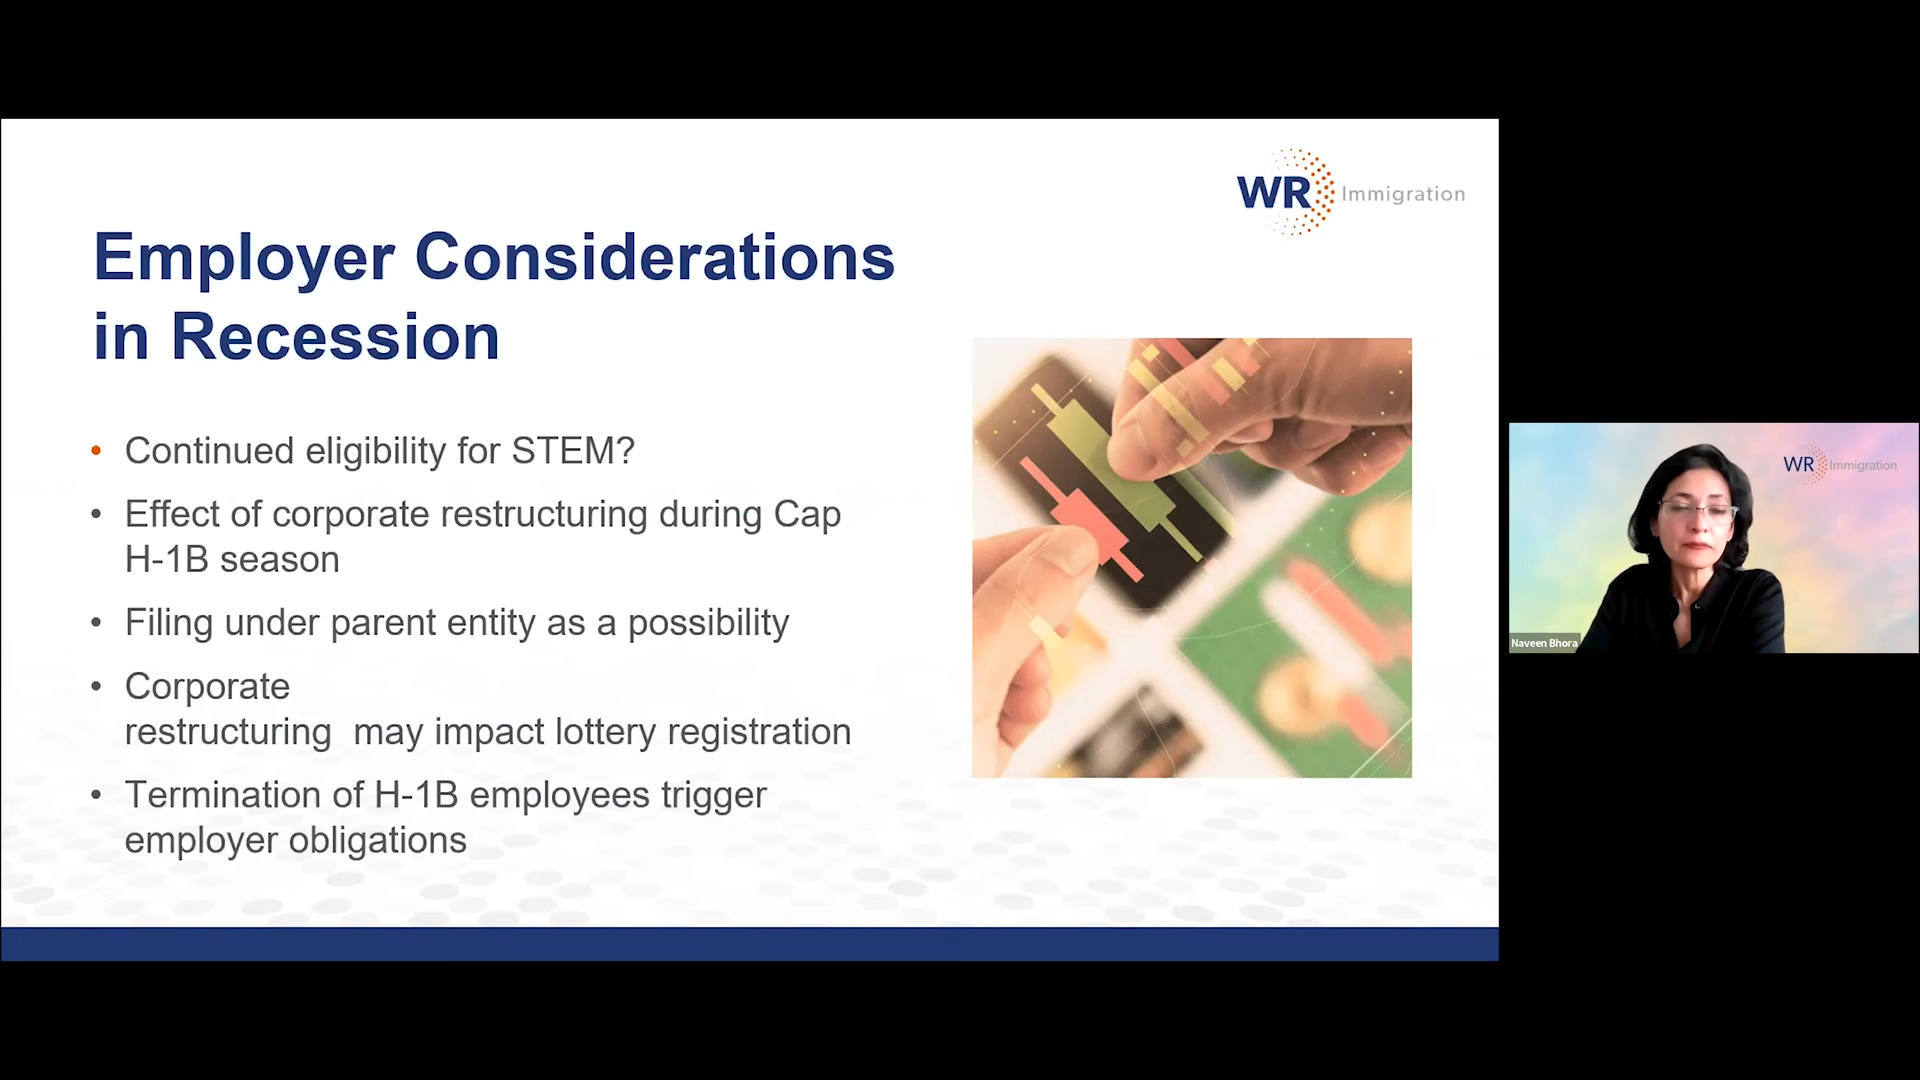 WR Immigration
Employer Considerations
in Recession
• Continued eligibility for STEM?
• Effect of corporate restructuring during Cap
H-1B season
• Filing under parent entity as a possibility
• Corporate
restructuring  may impact lottery registration
• Termination of H-1B employees trigger
employer obligations
WR Immigration
Naveen Bhora